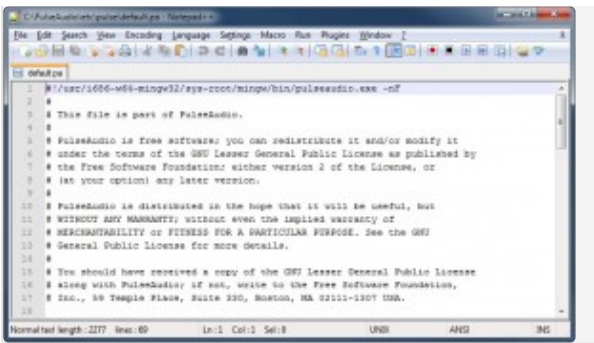 C:\PulseAudio\etc\pulse\default.pa - Notepad++
File Edit Search View Encoding Language Settings Macro Run Plugins Window ? X
default.pa
1 #!/usr/i686-w64-mingw32/sys-root/mingw/bin/pulseaudio.exe -nF
2 #
3 # This file is part of PulseAudio.
4 #
5 # PulseAudio is free software; you can redistribute it and/or modify it
6 # under the terms of the GNU Lesser General Public License as published by
7 # the Free Software Foundation; either version 2 of the License, or
8 # (at your option) any later version.
9 #
10 # PulseAudio is distributed in the hope that it will be useful, but
11 # WITHOUT ANY WARRANTY; without even the implied warranty of
12 # MERCHANTABILITY or FITNESS FOR A PARTICULAR PURPOSE. See the GNU
13 # General Public License for more details.
14 #
15 # You should have received a copy of the GNU Lesser General Public License
16 # along with PulseAudio; if not, write to the Free Software Foundation,
17 # Inc., 59 Temple Place, Suite 330, Boston, MA 02111-1307 USA.
18
Normal text length : 2277 lines : 69 Ln : 1 Col : 1 Sel : 0 UNIX ANSI INS